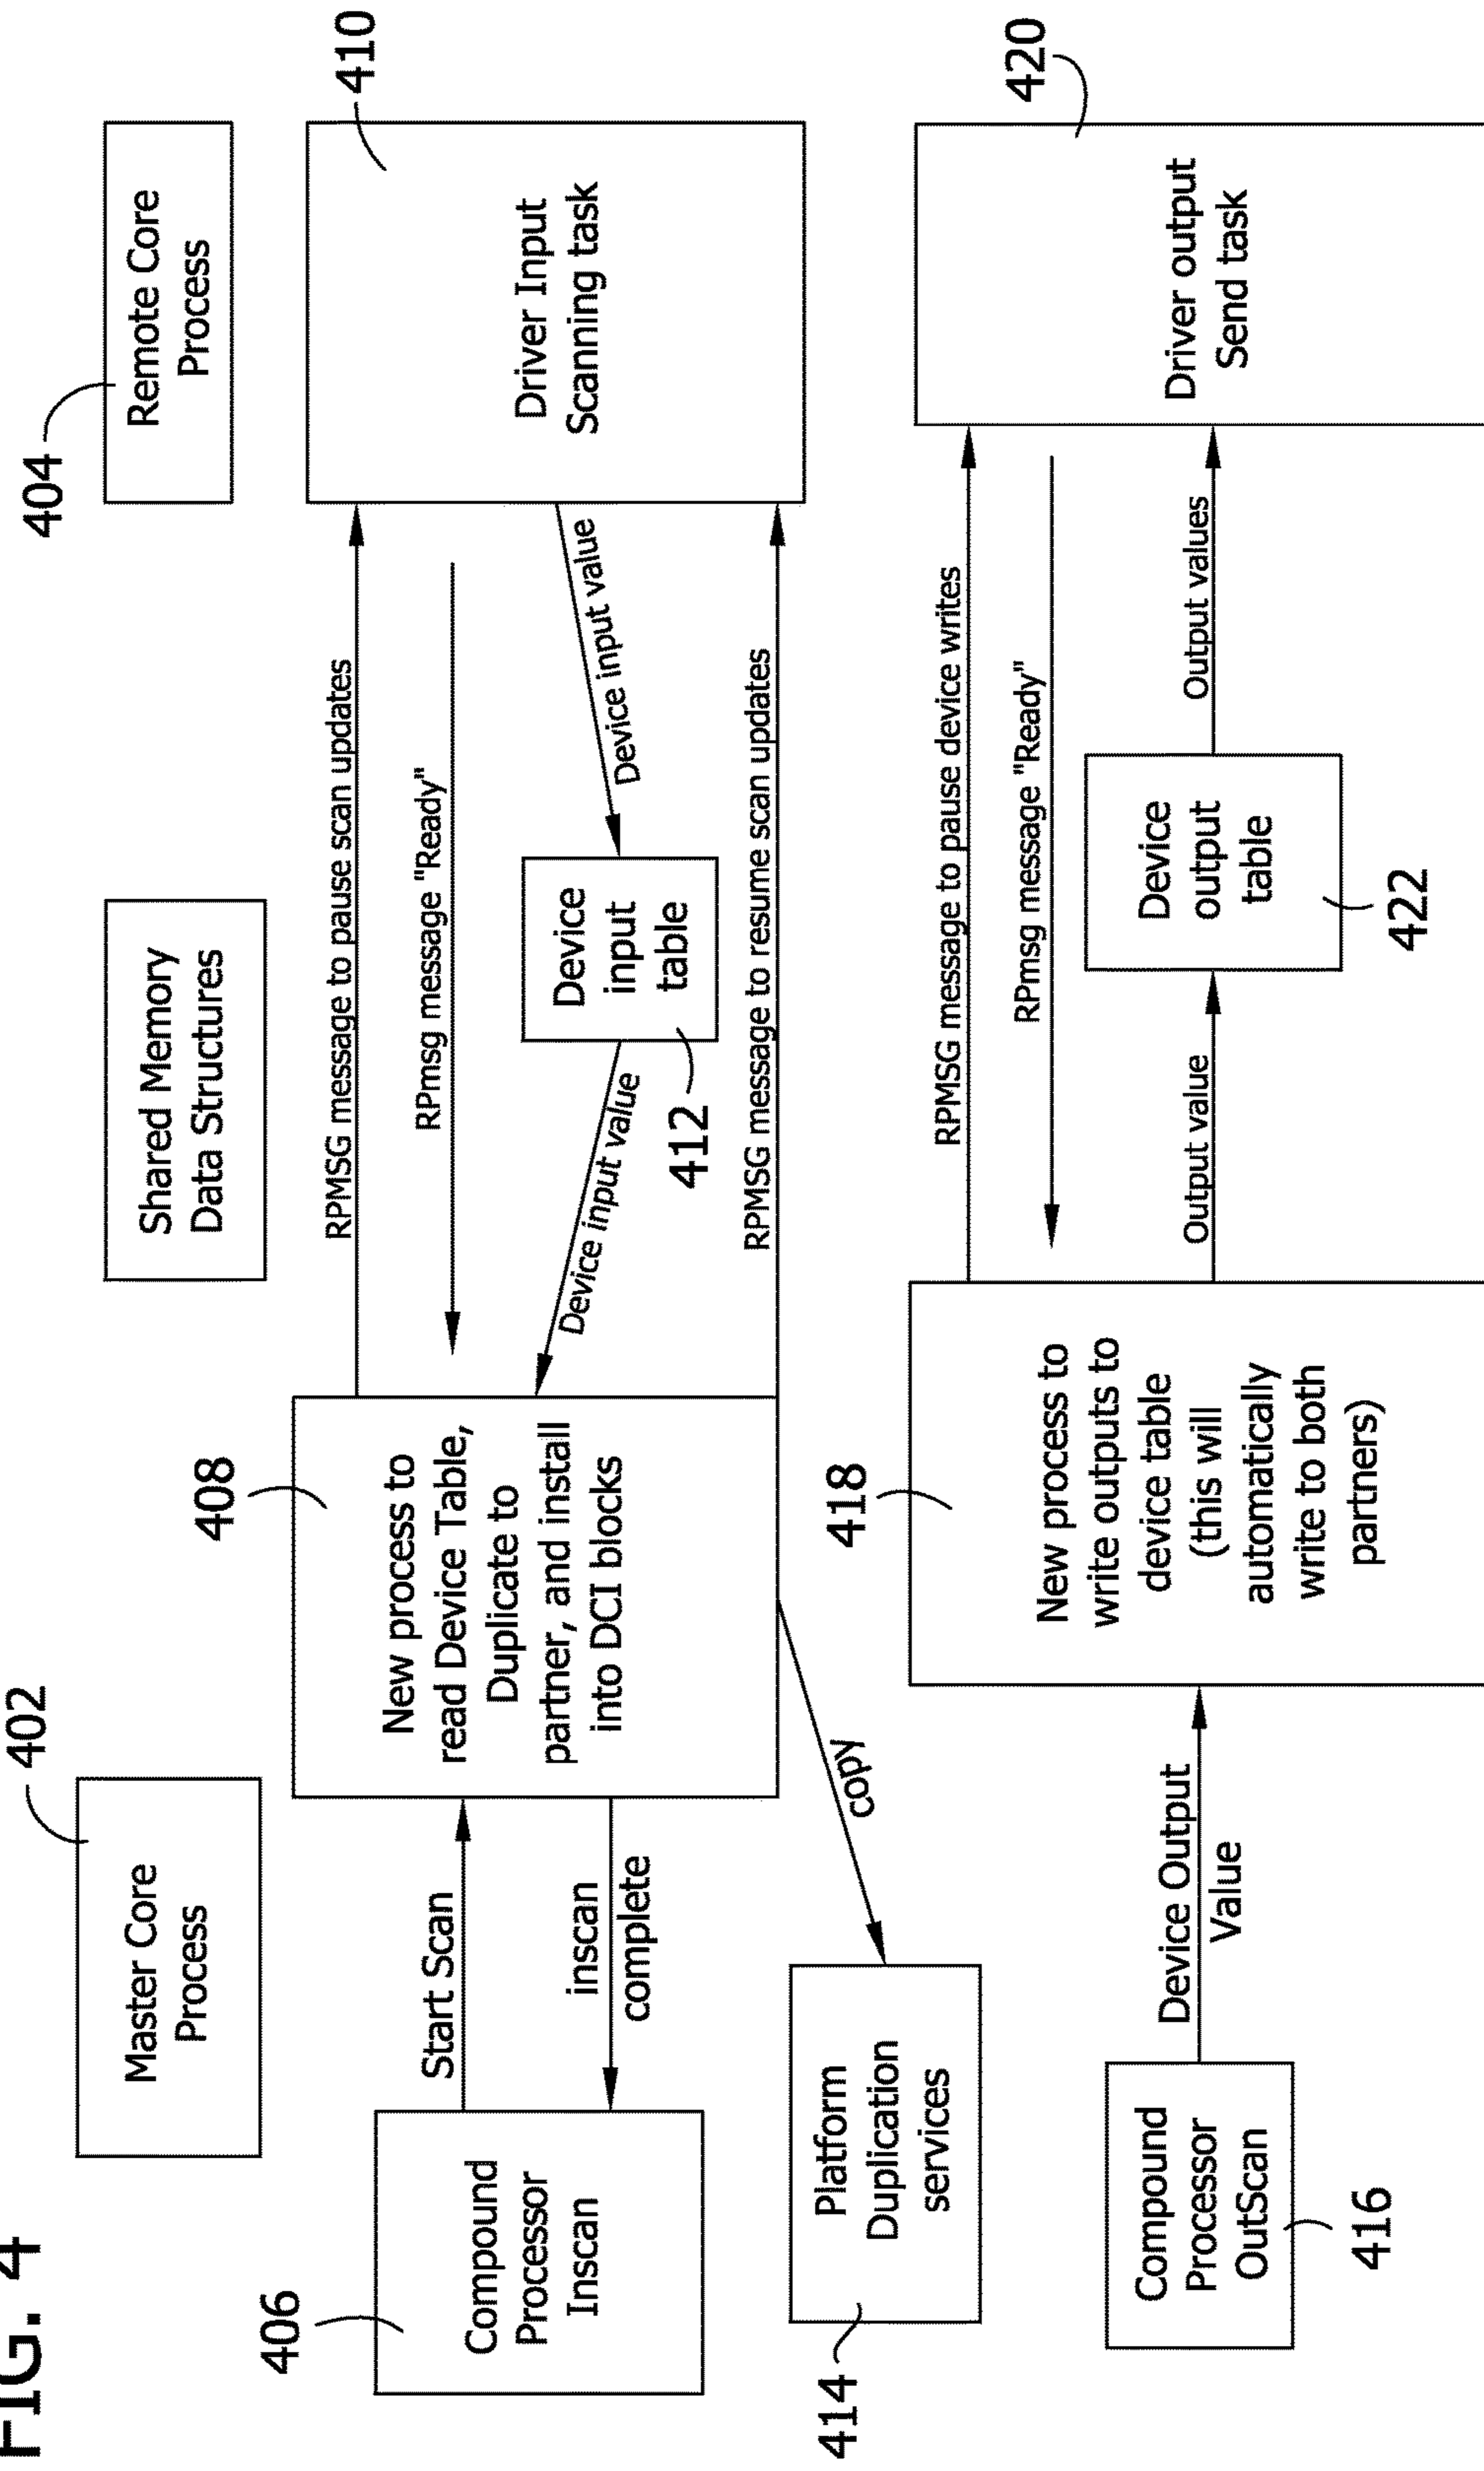 FIG. 4
402
Master Core
Process
Shared Memory
Data Structures
404
Remote Core
Process
406
Compound
Processor
Inscan
Start Scan
inscan
complete
408
New process to
read Device Table,
Duplicate to
partner, and install
into DCI blocks
RPMSG message to pause scan updates
RPmsg message "Ready"
Device input value
Device
input
table
412
Device input value
RPMSG message to resume scan updates
410
Driver Input
Scanning task
copy
414
Platform
Duplication
services
416
Compound
Processor
OutScan
Device Output
Value
418
New process to
write outputs to
device table
(this will
automatically
write to both
partners)
RPMSG message to pause device writes
RPmsg message "Ready"
Output value
Device
output
table
422
Output values
420
Driver output
Send task